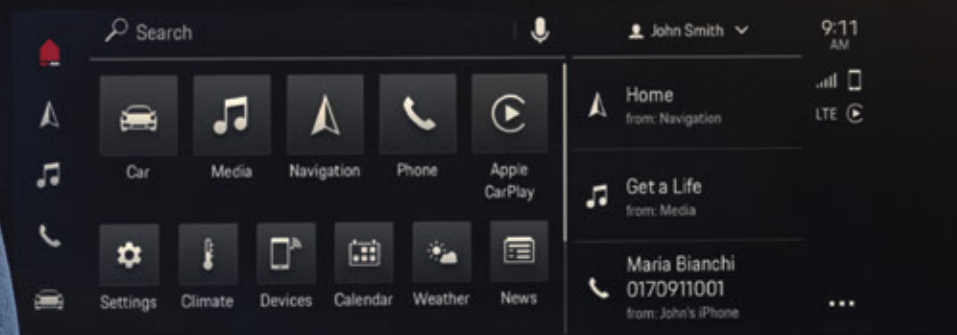 Search
John Smith
9:11
AM
LTE
Car
Media
Navigation
Phone
Apple
CarPlay
Settings
Climate
Devices
Calendar
Weather
News
Home
from: Navigation
Get a Life
from: Media
Maria Bianchi
0170911001
from: John's iPhone